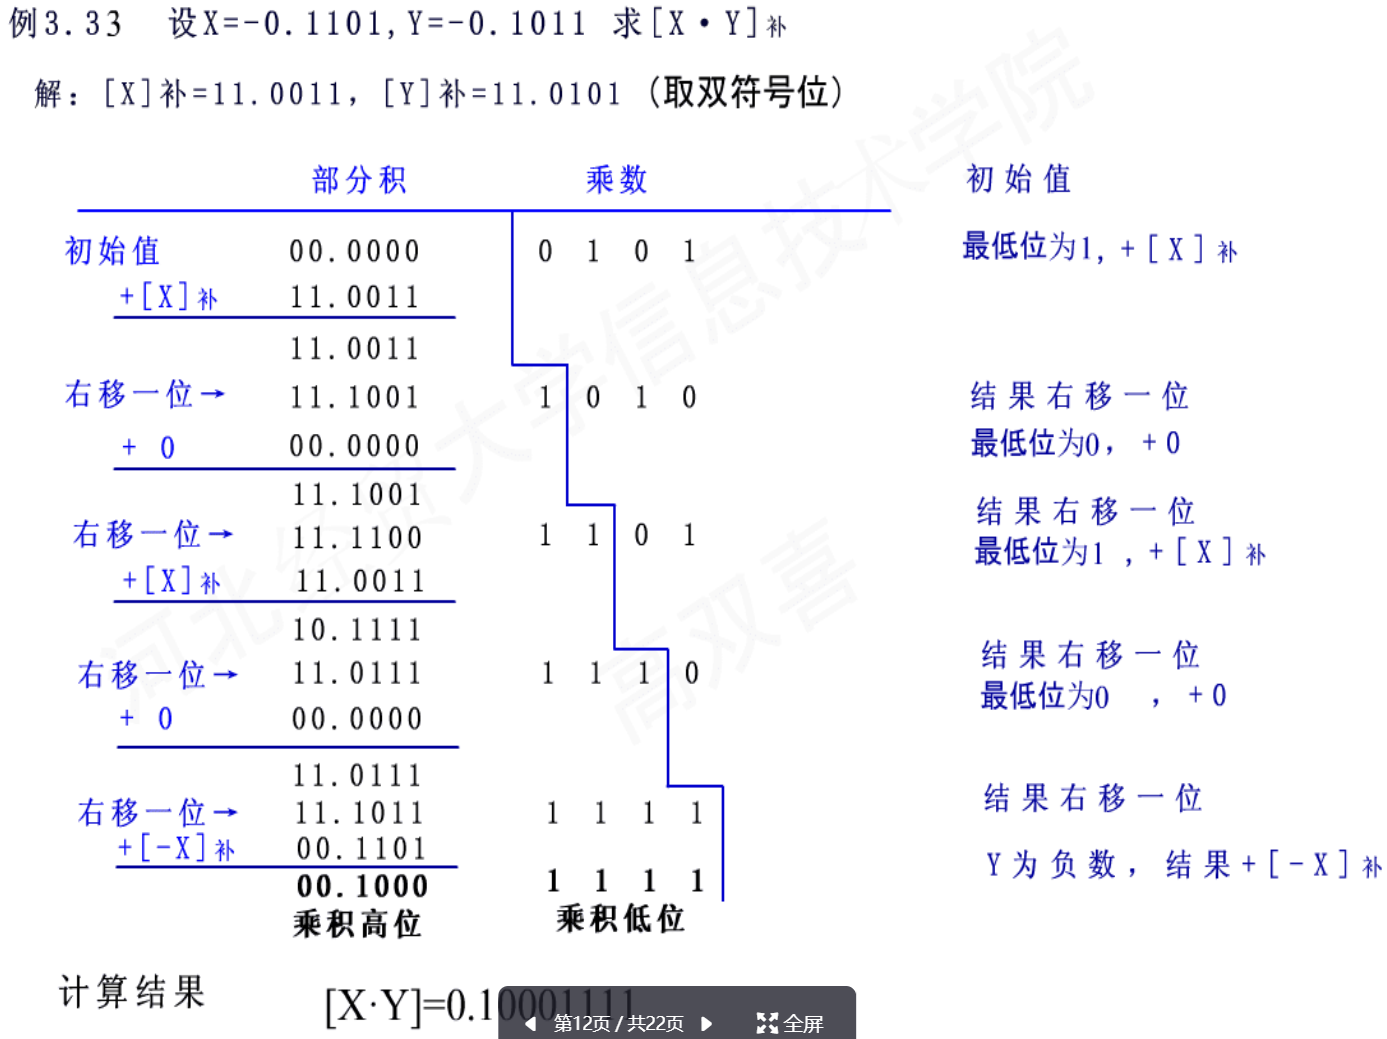 例3.33 设X=-0.1101,Y=-0.1011 求[X·Y]补
解：[X]补=11.0011，[Y]补=11.0101（取双符号位）
部分积 乘数 初始值
初始值 00.0000 0 1 0 1 最低位为1，+[X]补
+[X]补 11.0011
11.0011
右移一位→ 11.1001 1 0 1 0 结果右移一位
+ 0 00.0000 最低位为0，+0
11.1001 结果右移一位
右移一位→ 11.1100 1 1 0 1 最低位为1，+[X]补
+[X]补 11.0011
10.1111 结果右移一位
右移一位→ 11.0111 1 1 1 0 最低位为0，+0
+ 0 00.0000
11.0111 结果右移一位
右移一位→ 11.1011 1 1 1 1
+[-X]补 00.1101 Y为负数，结果+[-X]补
00.1000 1 1 1 1
乘积高位 乘积低位
计算结果 [X·Y]=0.10001111
第12页/共22页 全屏
河北经贸大学信息技术学院
高双喜